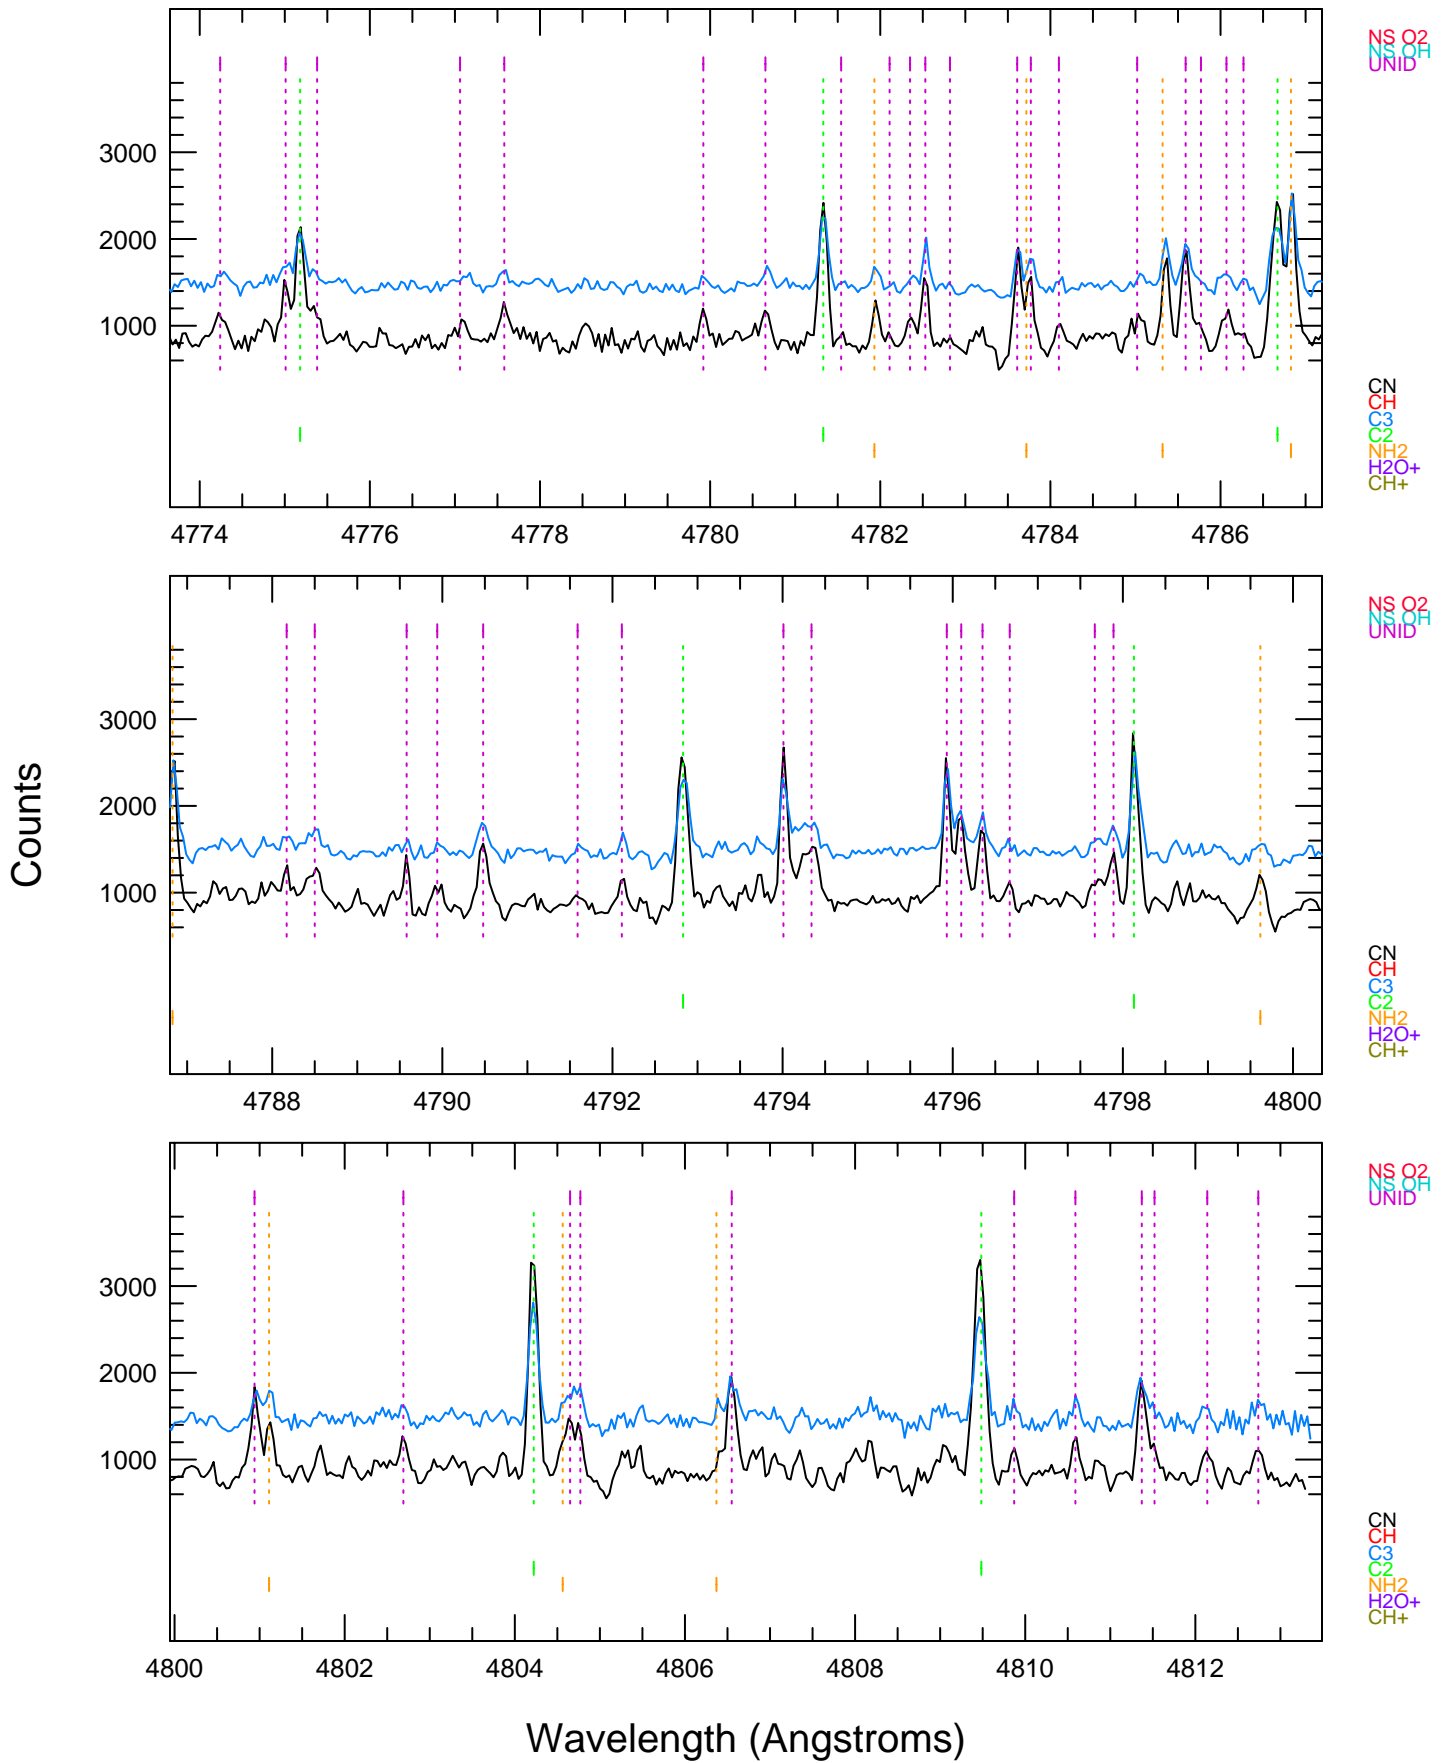 NS O2
NS OH
UNID
3000
2000
1000
CN
CH
C3
C2
NH2
H2O+
CH+
4774 4776 4778 4780 4782 4784 4786
NS O2
NS OH
UNID
3000
2000
1000
Counts
CN
CH
C3
C2
NH2
H2O+
CH+
4788 4790 4792 4794 4796 4798 4800
NS O2
NS OH
UNID
3000
2000
1000
CN
CH
C3
C2
NH2
H2O+
CH+
4800 4802 4804 4806 4808 4810 4812
Wavelength (Angstroms)